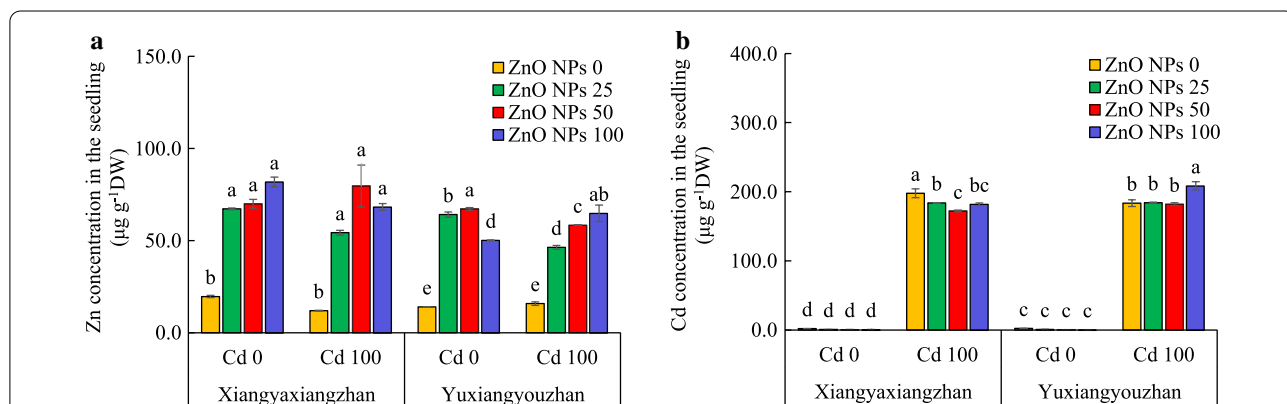 a
Zn concentration in the seedling
(µg g⁻¹DW)
150.0
100.0
50.0
0.0
ZnO NPs 0
ZnO NPs 25
ZnO NPs 50
ZnO NPs 100
b a a a b a a a e b a d e d c ab
Cd 0 Cd 100 Cd 0 Cd 100
Xiangyaxiangzhan Yuxiangyouzhan
b
Cd concentration in the seedling
(µg g⁻¹DW)
400.0
300.0
200.0
100.0
0.0
ZnO NPs 0
ZnO NPs 25
ZnO NPs 50
ZnO NPs 100
d d d d a b c bc c c c c b b b a
Cd 0 Cd 100 Cd 0 Cd 100
Xiangyaxiangzhan Yuxiangyouzhan